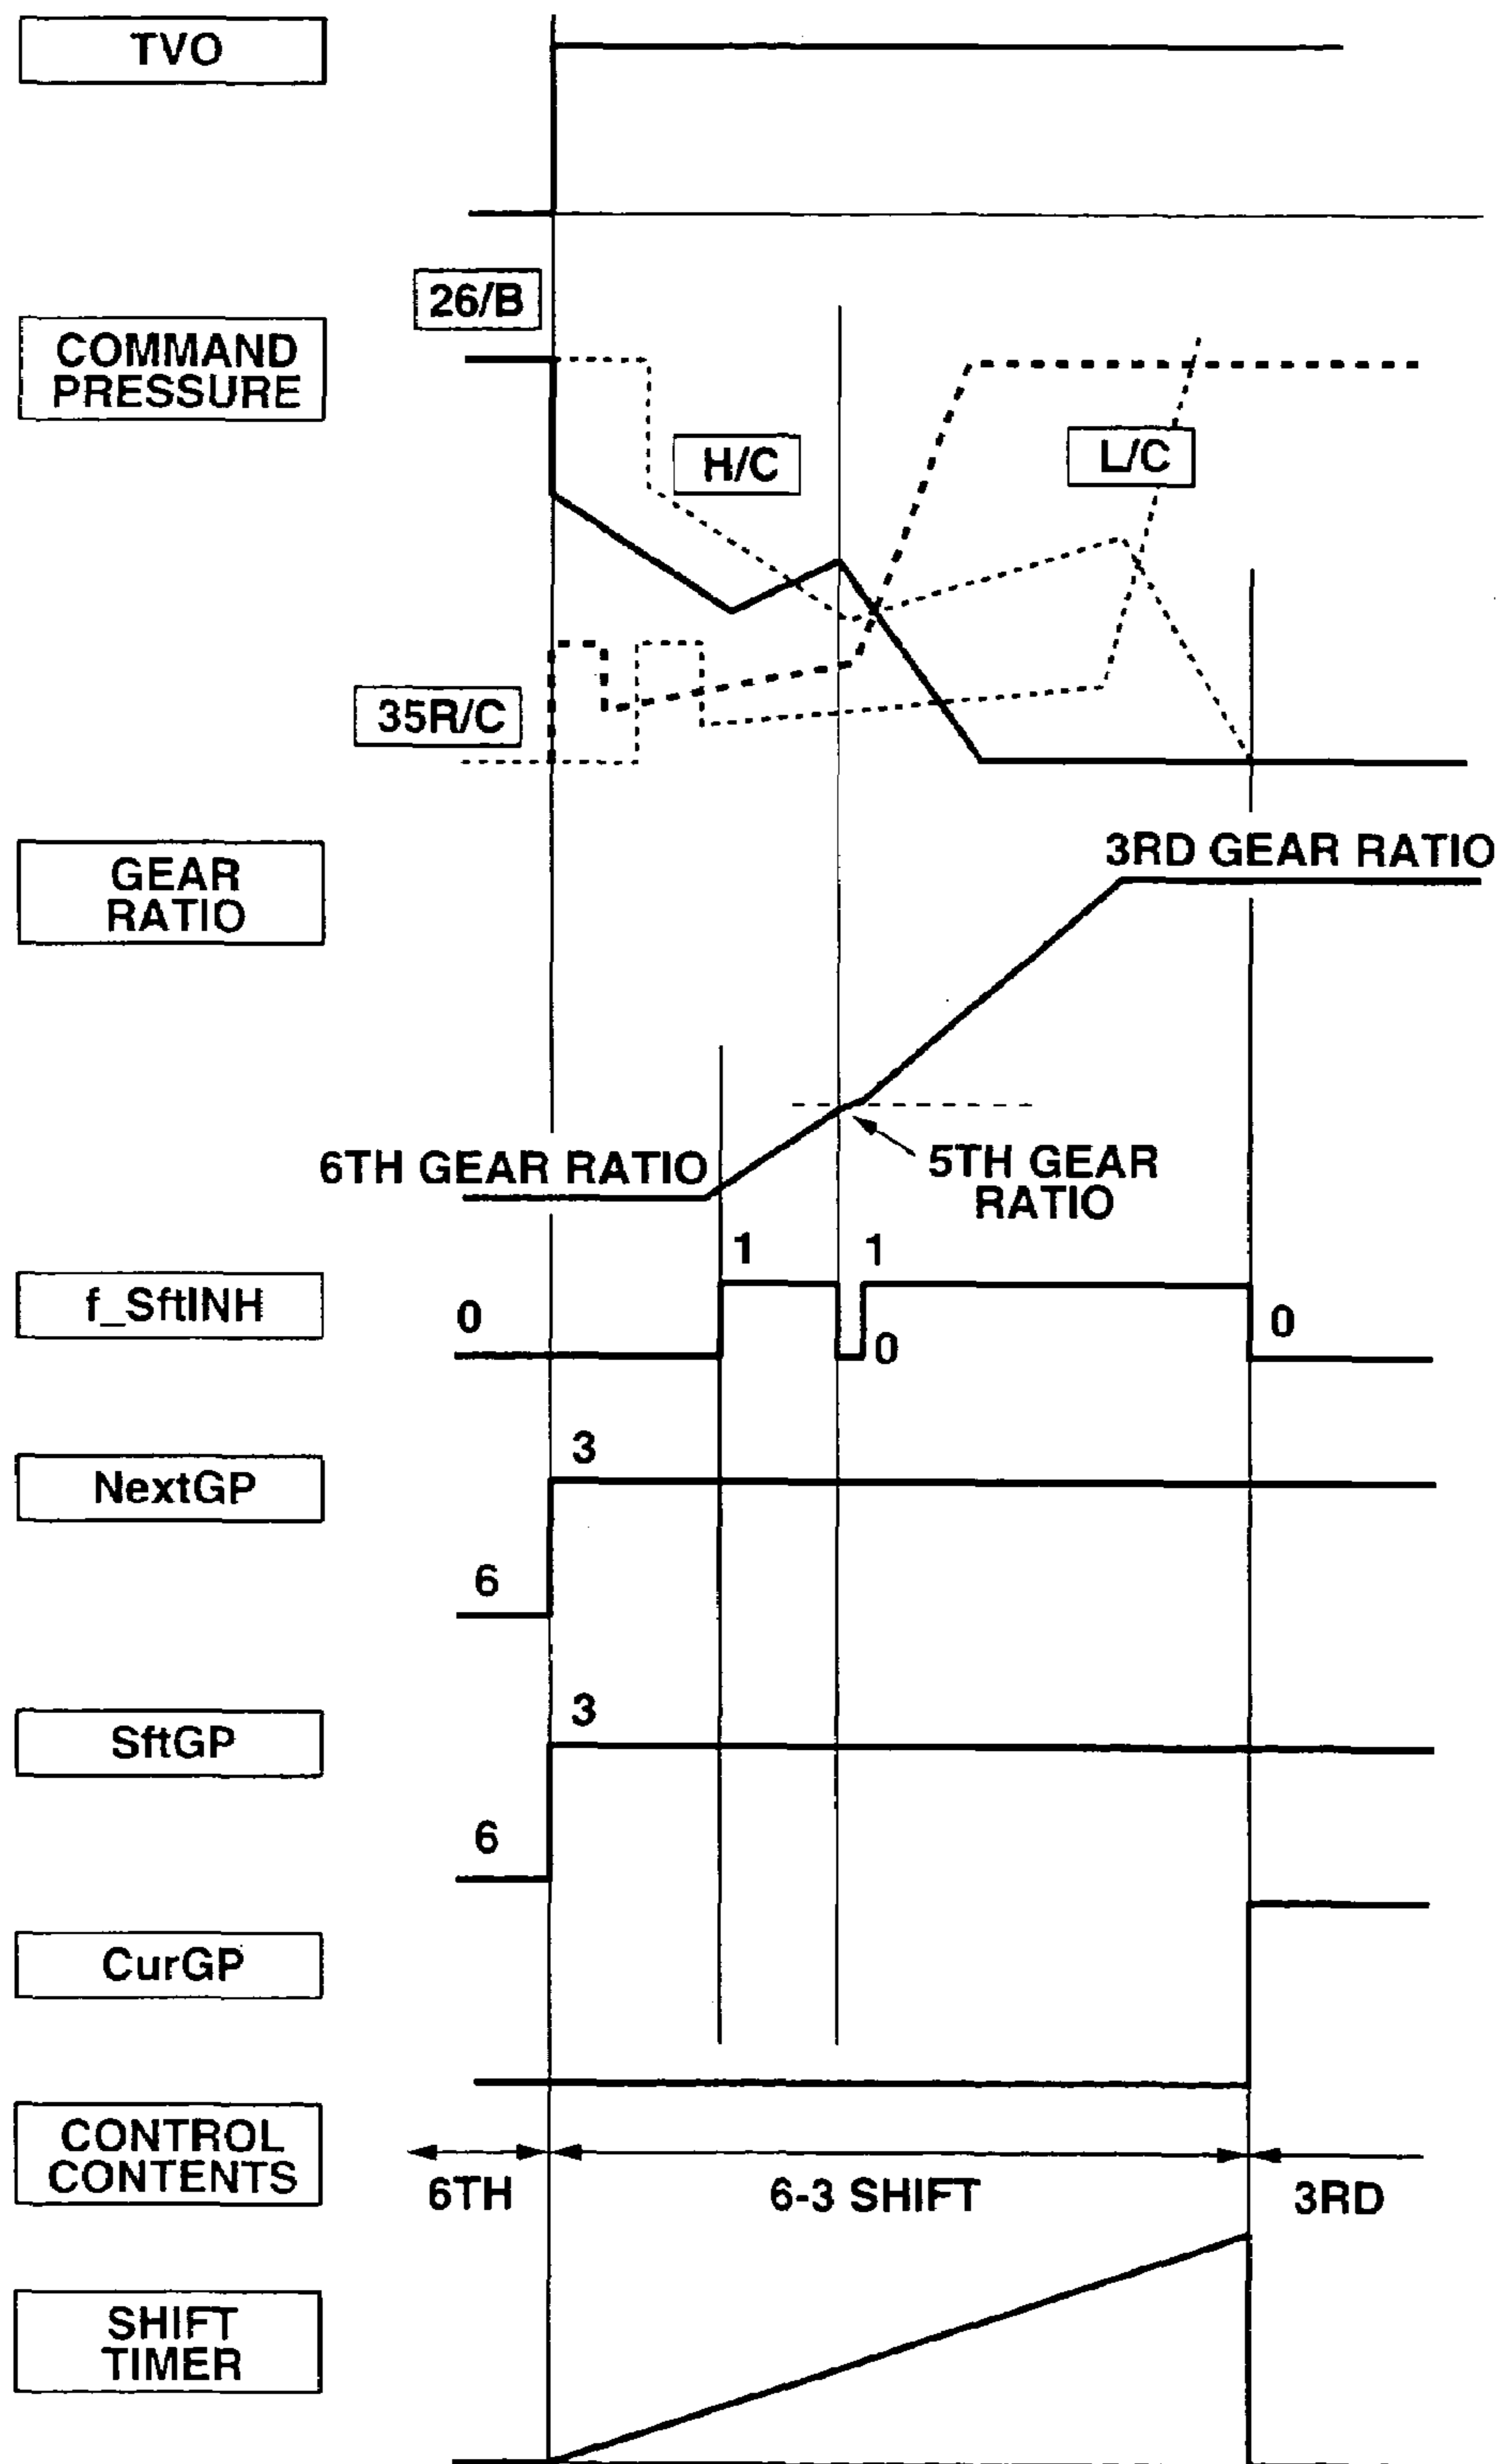 TVO
26/B
COMMAND
PRESSURE
H/C
L/C
35R/C
GEAR
RATIO
3RD GEAR RATIO
6TH GEAR RATIO
5TH GEAR
RATIO
f_SftINH
0
1
1
0
0
NextGP
3
6
SftGP
3
6
CurGP
CONTROL
CONTENTS
6TH
6-3 SHIFT
3RD
SHIFT
TIMER